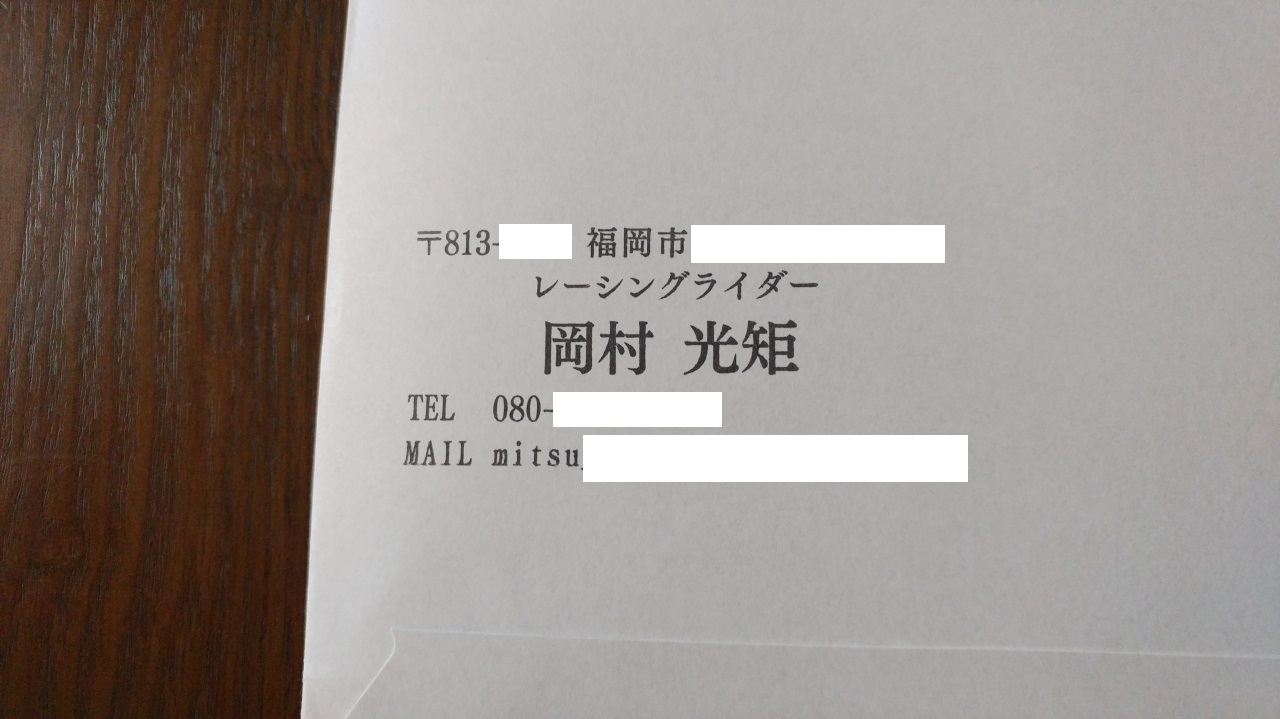 〒813- 福岡市
レーシングライダー
岡村 光矩
TEL 080-
MAIL mitsu